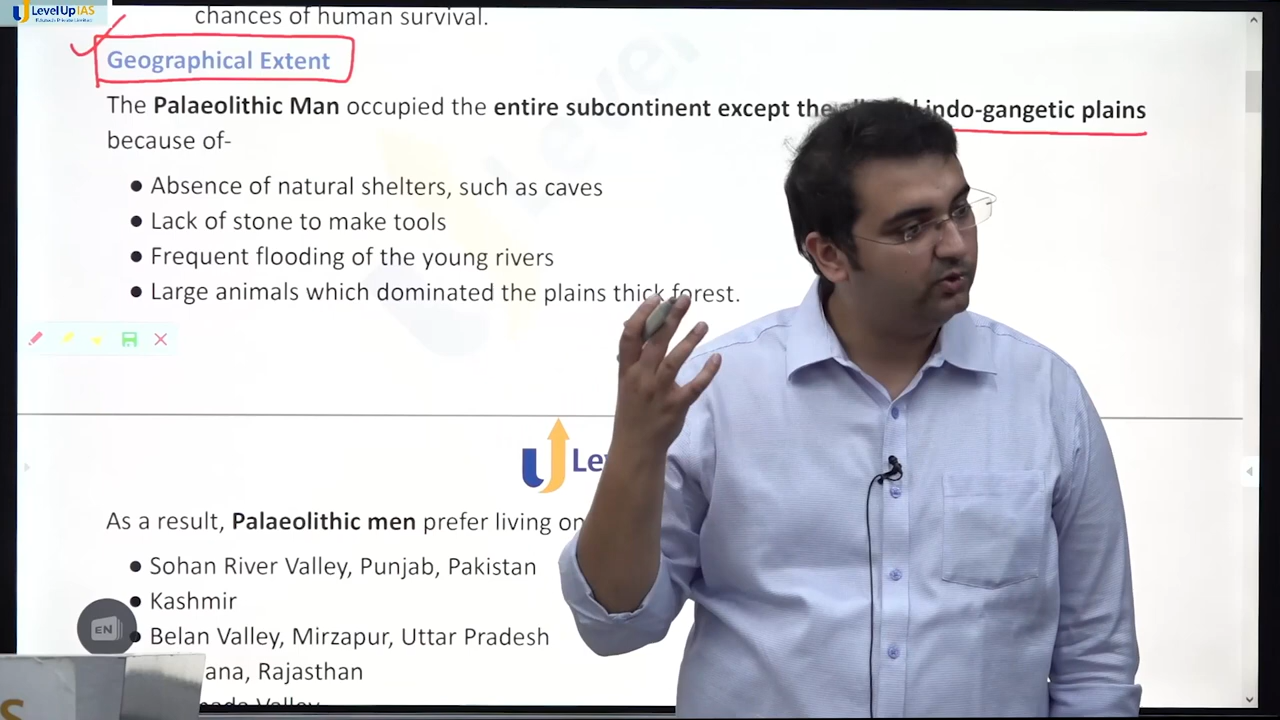 LevelUp IAS
chances of human survival.
Geographical Extent
The Palaeolithic Man occupied the entire subcontinent except the indo-gangetic plains
because of-
● Absence of natural shelters, such as caves
● Lack of stone to make tools
● Frequent flooding of the young rivers
● Large animals which dominated the plains thick forest.
As a result, Palaeolithic men prefer living on
● Sohan River Valley, Punjab, Pakistan
● Kashmir
EN
● Belan Valley, Mirzapur, Uttar Pradesh
Rajasthan
Valley